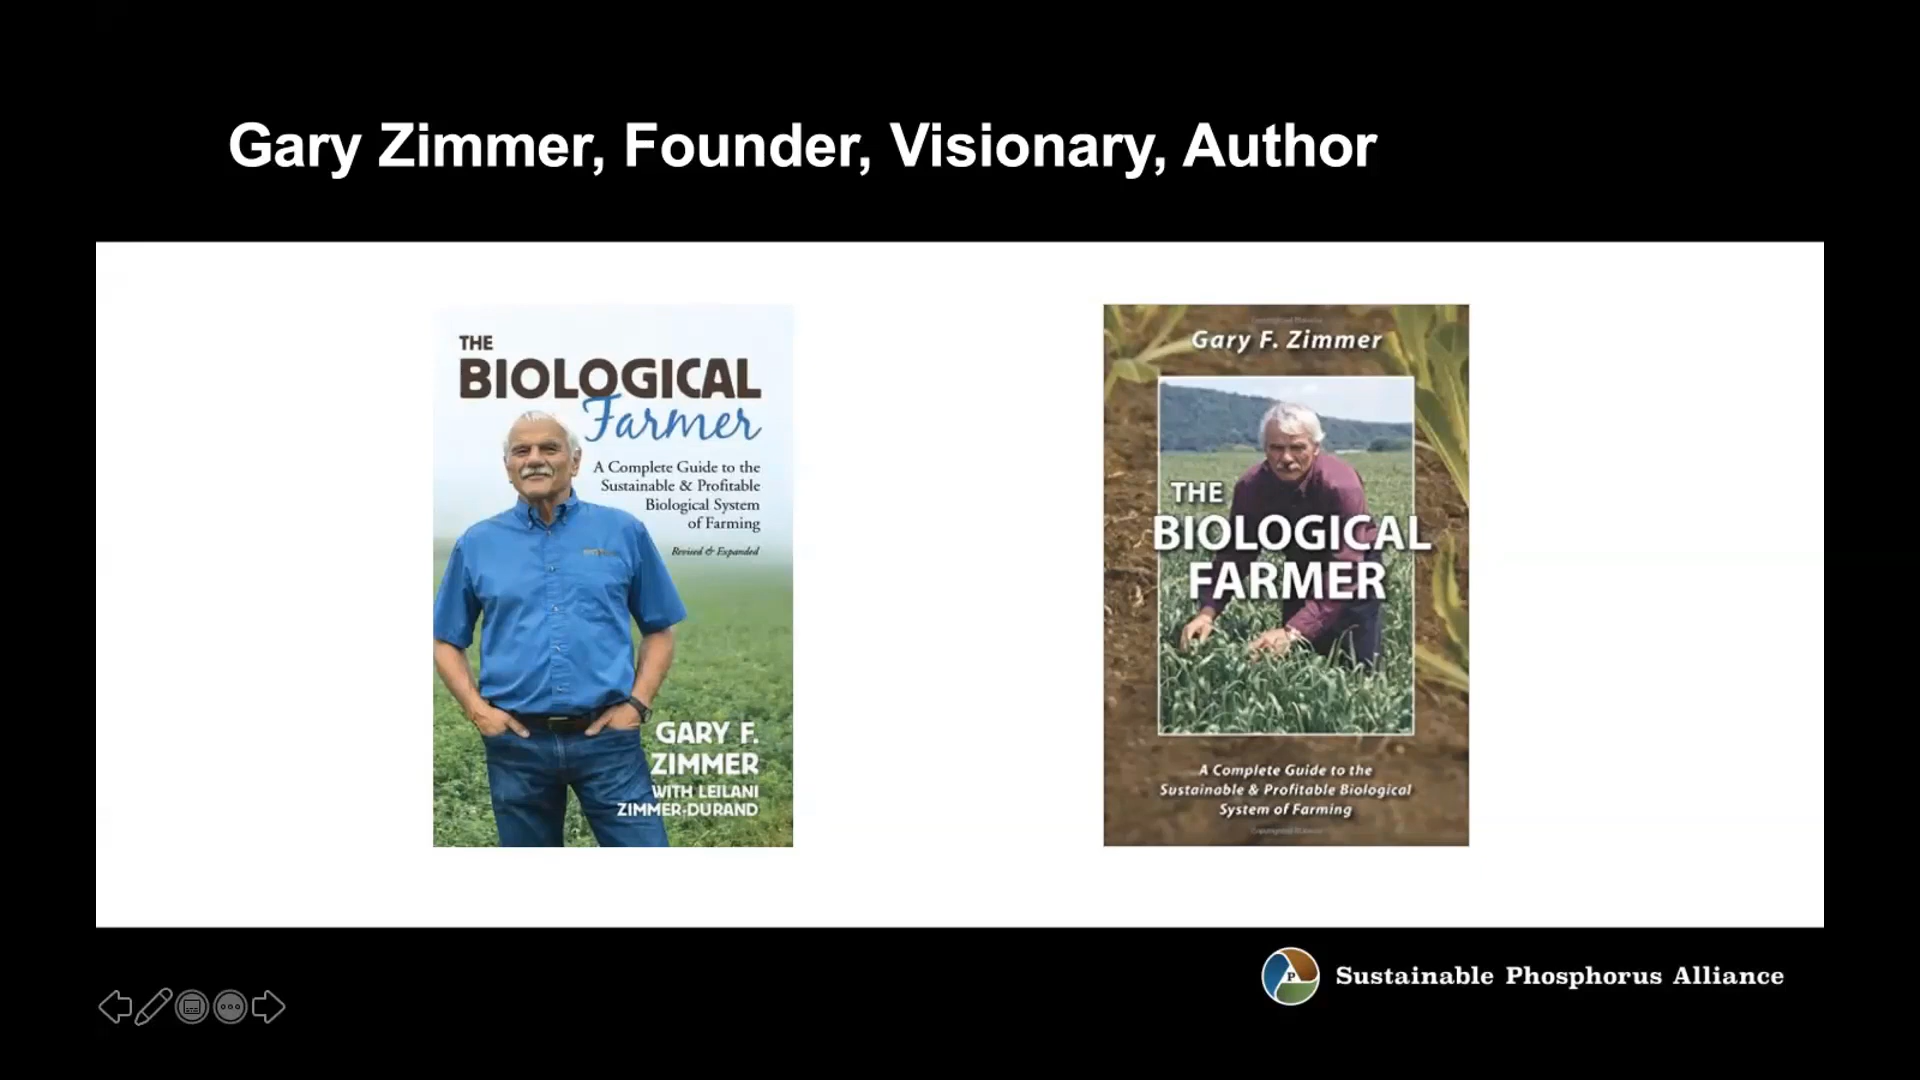 Gary Zimmer, Founder, Visionary, Author
THE
BIOLOGICAL
Farmer
A Complete Guide to the
Sustainable & Profitable
Biological System
of Farming
Revised & Expanded
GARY F.
ZIMMER
WITH LEILANI
ZIMMER-DURAND
Gary F. Zimmer
THE
BIOLOGICAL
FARMER
A Complete Guide to the
Sustainable & Profitable Biological
System of Farming
P
Sustainable Phosphorus Alliance